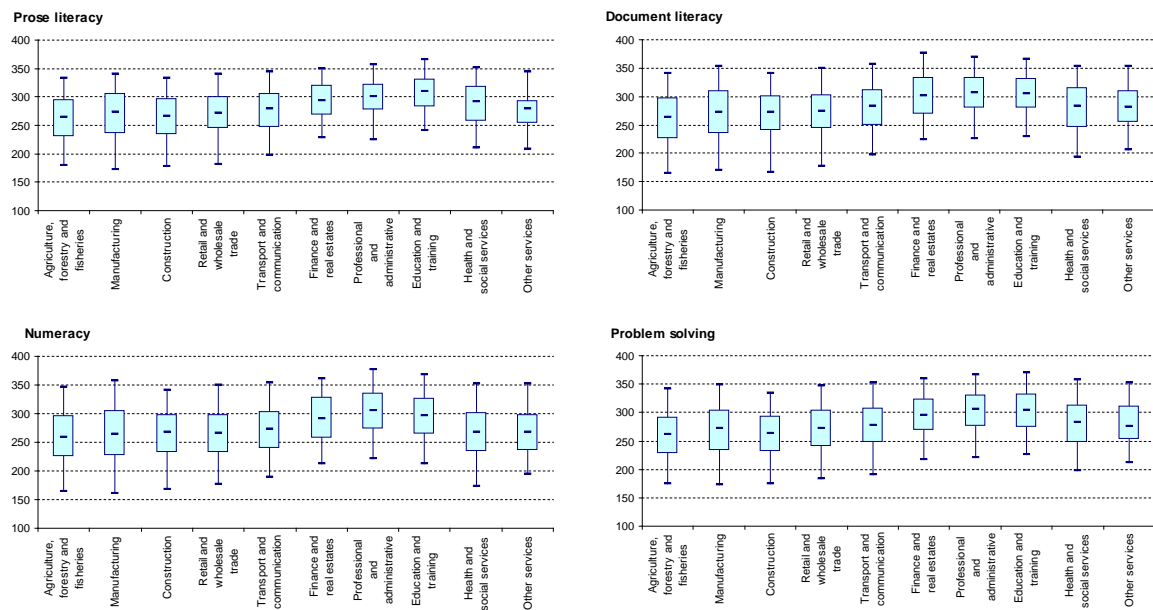 Prose literacy
400
350
300
250
200
150
100
Agriculture,
forestry and
fisheries
Manufacturing
Construction
Retail and
wholesale
trade
Transport and
communication
Finance and
real estates
Professional
and
administrative
Education and
training
Health and
social services
Other services
Document literacy
400
350
300
250
200
150
100
Agriculture,
forestry and
fisheries
Manufacturing
Construction
Retail and
wholesale
trade
Transport and
communication
Finance and
real estates
Professional
and
administrative
Education and
training
Health and
social services
Other services
Numeracy
400
350
300
250
200
150
100
Agriculture,
forestry and
fisheries
Manufacturing
Construction
Retail and
wholesale
trade
Transport and
communication
Finance and
real estates
Professional
and
administrative
Education and
training
Health and
social services
Other services
Problem solving
400
350
300
250
200
150
100
Agriculture,
forestry and
fisheries
Manufacturing
Construction
Retail and
wholesale
trade
Transport and
communication
Finance and
real estates
Professional
and
administrative
Education and
training
Health and
social services
Other services